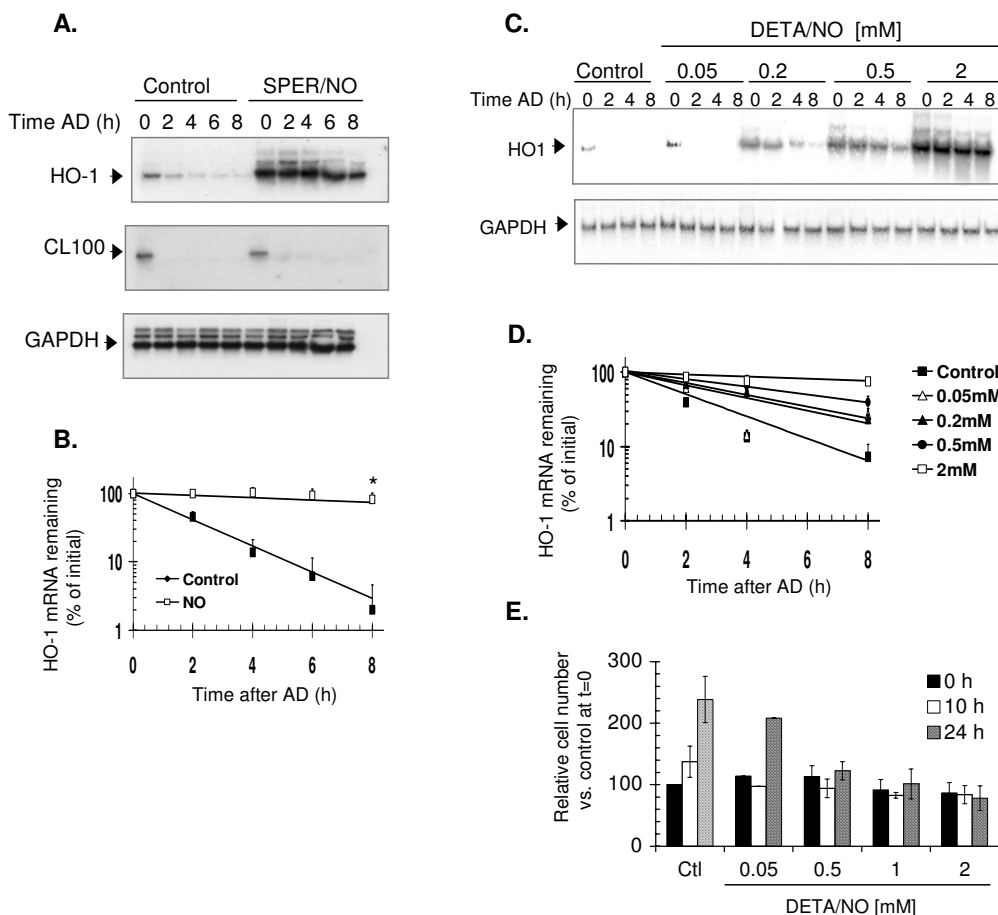 A.
Control SPER/NO
Time AD (h) 0 2 4 6 8 0 2 4 6 8
HO-1
CL100
GAPDH
B.
HO-1 mRNA remaining
(% of initial)
100
10
1
Control
NO
*
0 2 4 6 8
Time after AD (h)
C.
DETA/NO [mM]
Control 0.05 0.2 0.5 2
Time AD (h) 0 2 4 8 0 2 4 8 0 2 4 8 0 2 4 8 0 2 4 8
HO1
GAPDH
D.
HO-1 mRNA remaining
(% of initial)
100
10
1
Control
0.05mM
0.2mM
0.5mM
2mM
0 2 4 6 8
Time after AD (h)
E.
Relative cell number
vs. control at t=0
300
200
100
0
0 h
10 h
24 h
Ctl 0.05 0.5 1 2
DETA/NO [mM]